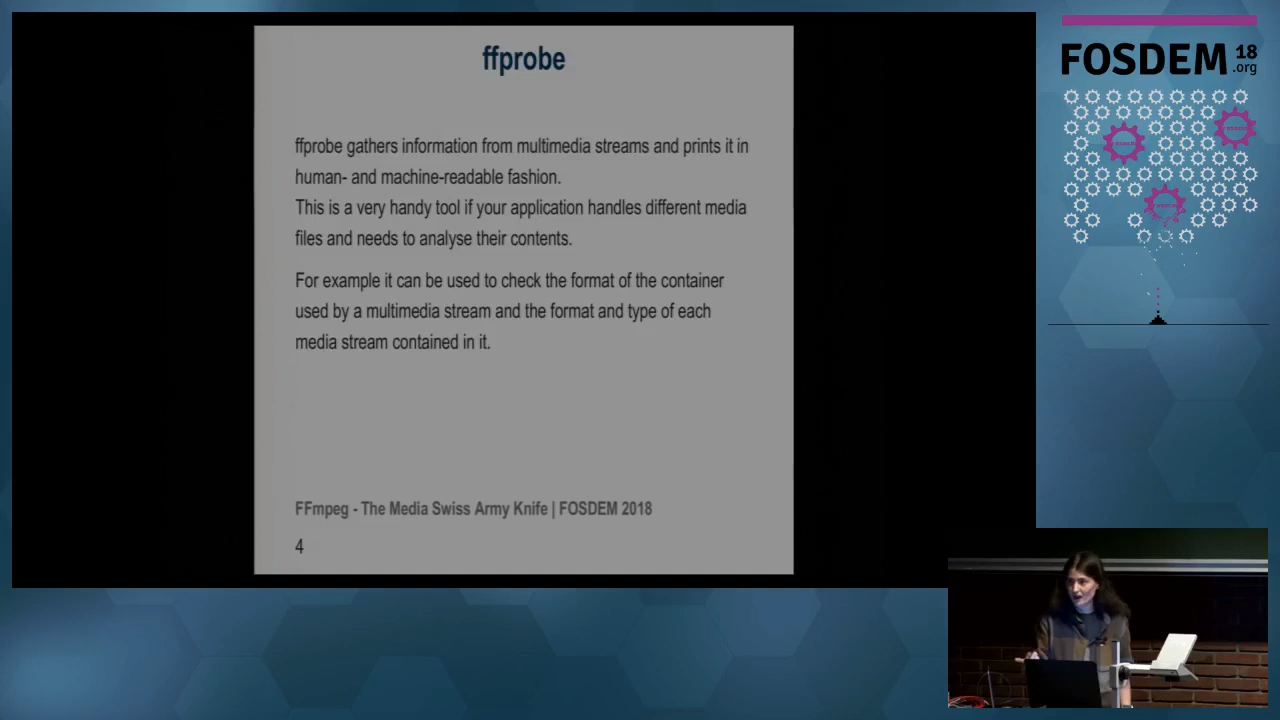 ffprobe
ffprobe gathers information from multimedia streams and prints it in
human- and machine-readable fashion.
This is a very handy tool if your application handles different media
files and needs to analyse their contents.
For example it can be used to check the format of the container
used by a multimedia stream and the format and type of each
media stream contained in it.
FFmpeg - The Media Swiss Army Knife | FOSDEM 2018
4
FOSDEM 18
.org